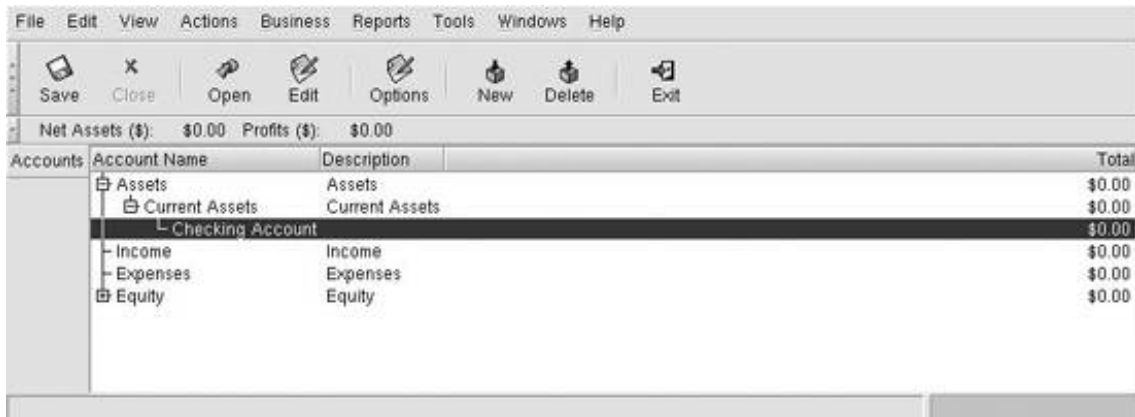 File Edit View Actions Business Reports Tools Windows Help
Save Close Open Edit Options New Delete Exit
Net Assets ($): $0.00 Profits ($): $0.00
Accounts Account Name Description Total
Assets Assets $0.00
Current Assets Current Assets $0.00
Checking Account $0.00
Income Income $0.00
Expenses Expenses $0.00
Equity Equity $0.00